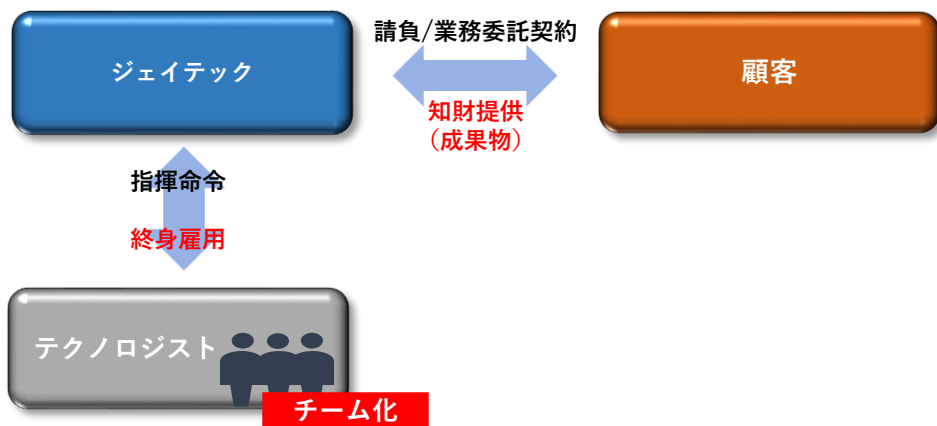 請負/業務委託契約
ジェイテック
顧客
知財提供
（成果物）
指揮命令
終身雇用
テクノロジスト
チーム化